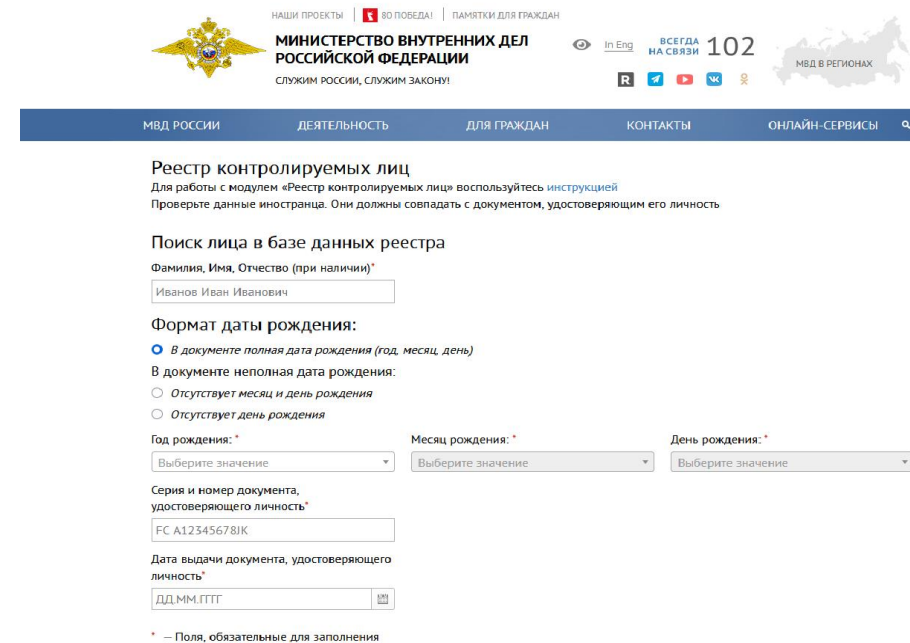 НАШИ ПРОЕКТЫ 80 ПОБЕДА! ПАМЯТКИ ДЛЯ ГРАЖДАН
МИНИСТЕРСТВО ВНУТРЕННИХ ДЕЛ
РОССИЙСКОЙ ФЕДЕРАЦИИ
СЛУЖИМ РОССИИ, СЛУЖИМ ЗАКОНУ!
In Eng
ВСЕГДА
НА СВЯЗИ 102
МВД В РЕГИОНАХ
МВД РОССИИ ДЕЯТЕЛЬНОСТЬ ДЛЯ ГРАЖДАН КОНТАКТЫ ОНЛАЙН-СЕРВИСЫ
Реестр контролируемых лиц
Для работы с модулем «Реестр контролируемых лиц» воспользуйтесь инструкцией
Проверьте данные иностранца. Они должны совпадать с документом, удостоверяющим его личность
Поиск лица в базе данных реестра
Фамилия, Имя, Отчество (при наличии)*
Иванов Иван Иванович
Формат даты рождения:
В документе полная дата рождения (год, месяц, день)
В документе неполная дата рождения:
Отсутствует месяц и день рождения
Отсутствует день рождения
Год рождения: * Месяц рождения: * День рождения: *
Выберите значение Выберите значение Выберите значение
Серия и номер документа,
удостоверяющего личность*
FC A12345678JK
Дата выдачи документа, удостоверяющего
личность*
ДД.ММ.ГГГГ
* — Поля, обязательные для заполнения